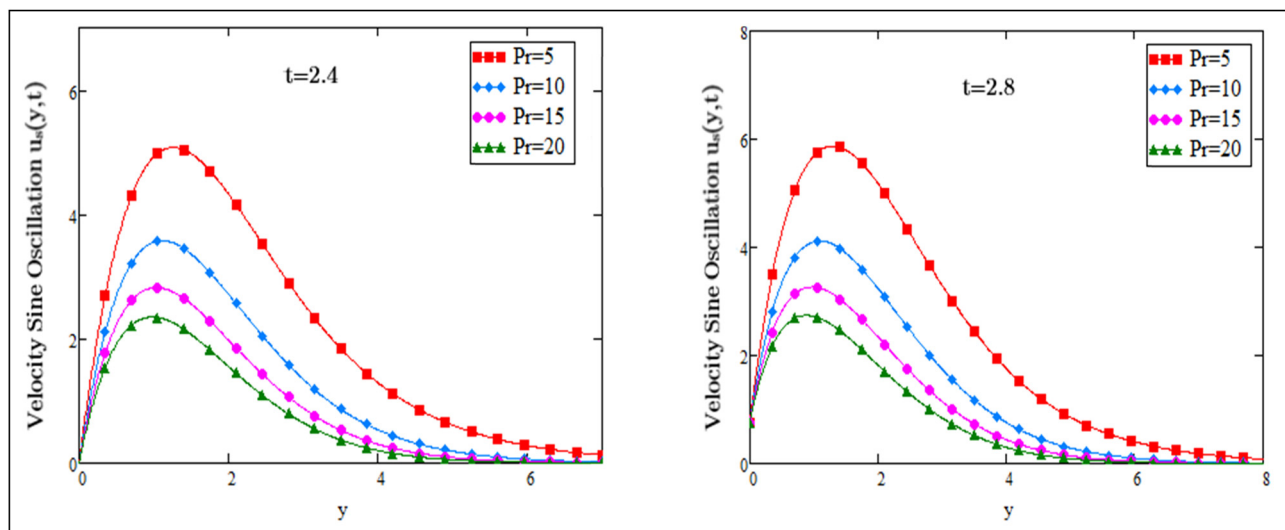 Velocity Sine Oscillation uₛ(y,t)
6
4
2
0
t=2.4
Pr=5
Pr=10
Pr=15
Pr=20
0 2 4 6
y
Velocity Sine Oscillation uₛ(y,t)
8
6
4
2
0
t=2.8
Pr=5
Pr=10
Pr=15
Pr=20
0 2 4 6 8
y